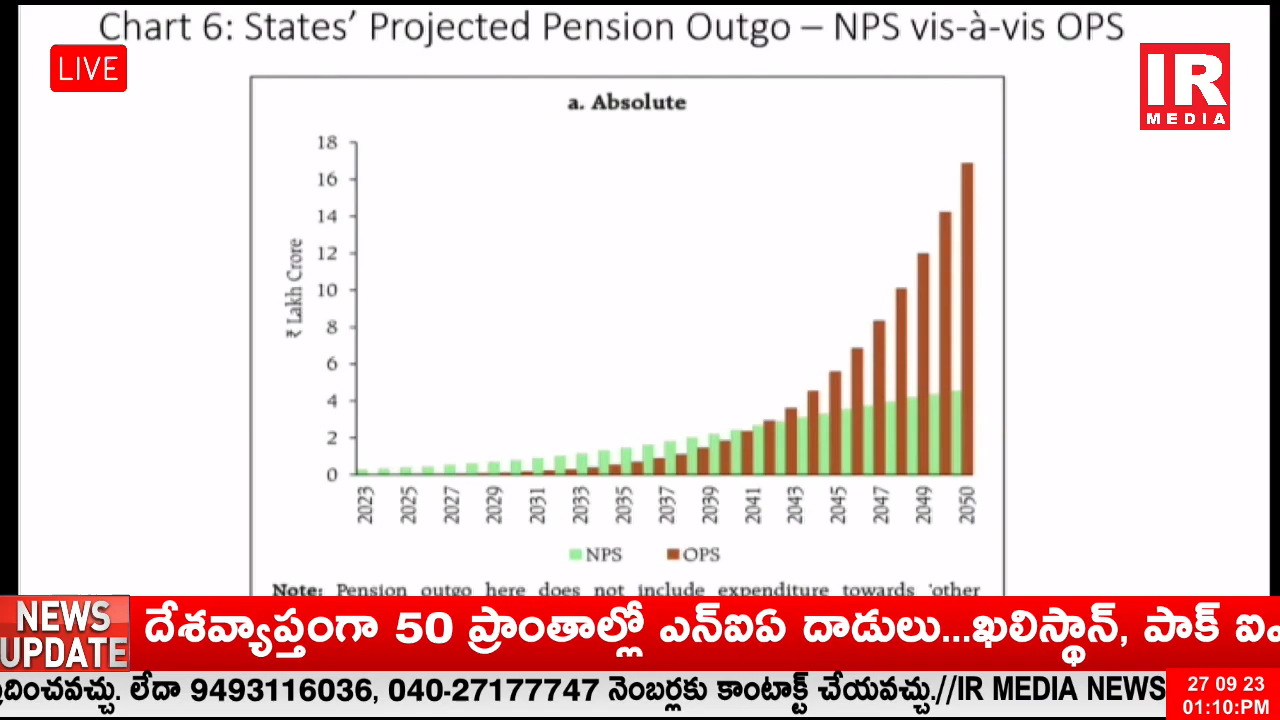 Chart 6: States' Projected Pension Outgo – NPS vis-à-vis OPS
LIVE
IR
MEDIA
a. Absolute
₹ Lakh Crore
18
16
14
12
10
8
6
4
2
0
2023
2025
2027
2029
2031
2033
2035
2037
2039
2041
2043
2045
2047
2049
2050
NPS
OPS
Note: Pension outgo here does not include expenditure towards 'other
NEWS
UPDATE
దేశవ్యాప్తంగా 50 ప్రాంతాల్లో ఎన్ఐఏ దాడులు...ఖలిస్థాన్, పాక్
లేదా 9493116036, 040-27177747 నెంబర్లకు కాంటాక్ట్ చేయవచ్చు.//IR MEDIA NEWS
27 09 23
01:10:PM